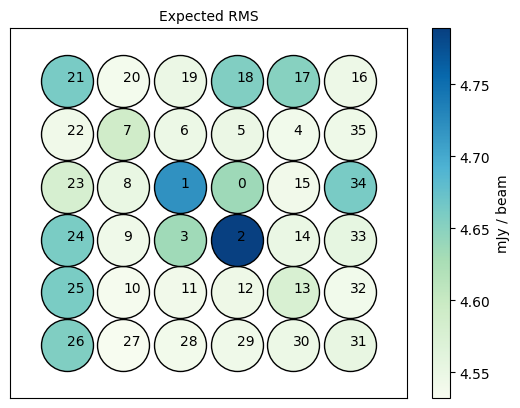 Expected RMS
21 20 19 18 17 16
22 7 6 5 4 35
23 8 1 0 15 34
24 9 3 2 14 33
25 10 11 12 13 32
26 27 28 29 30 31
4.75
4.70
4.65
4.60
4.55
mJy / beam